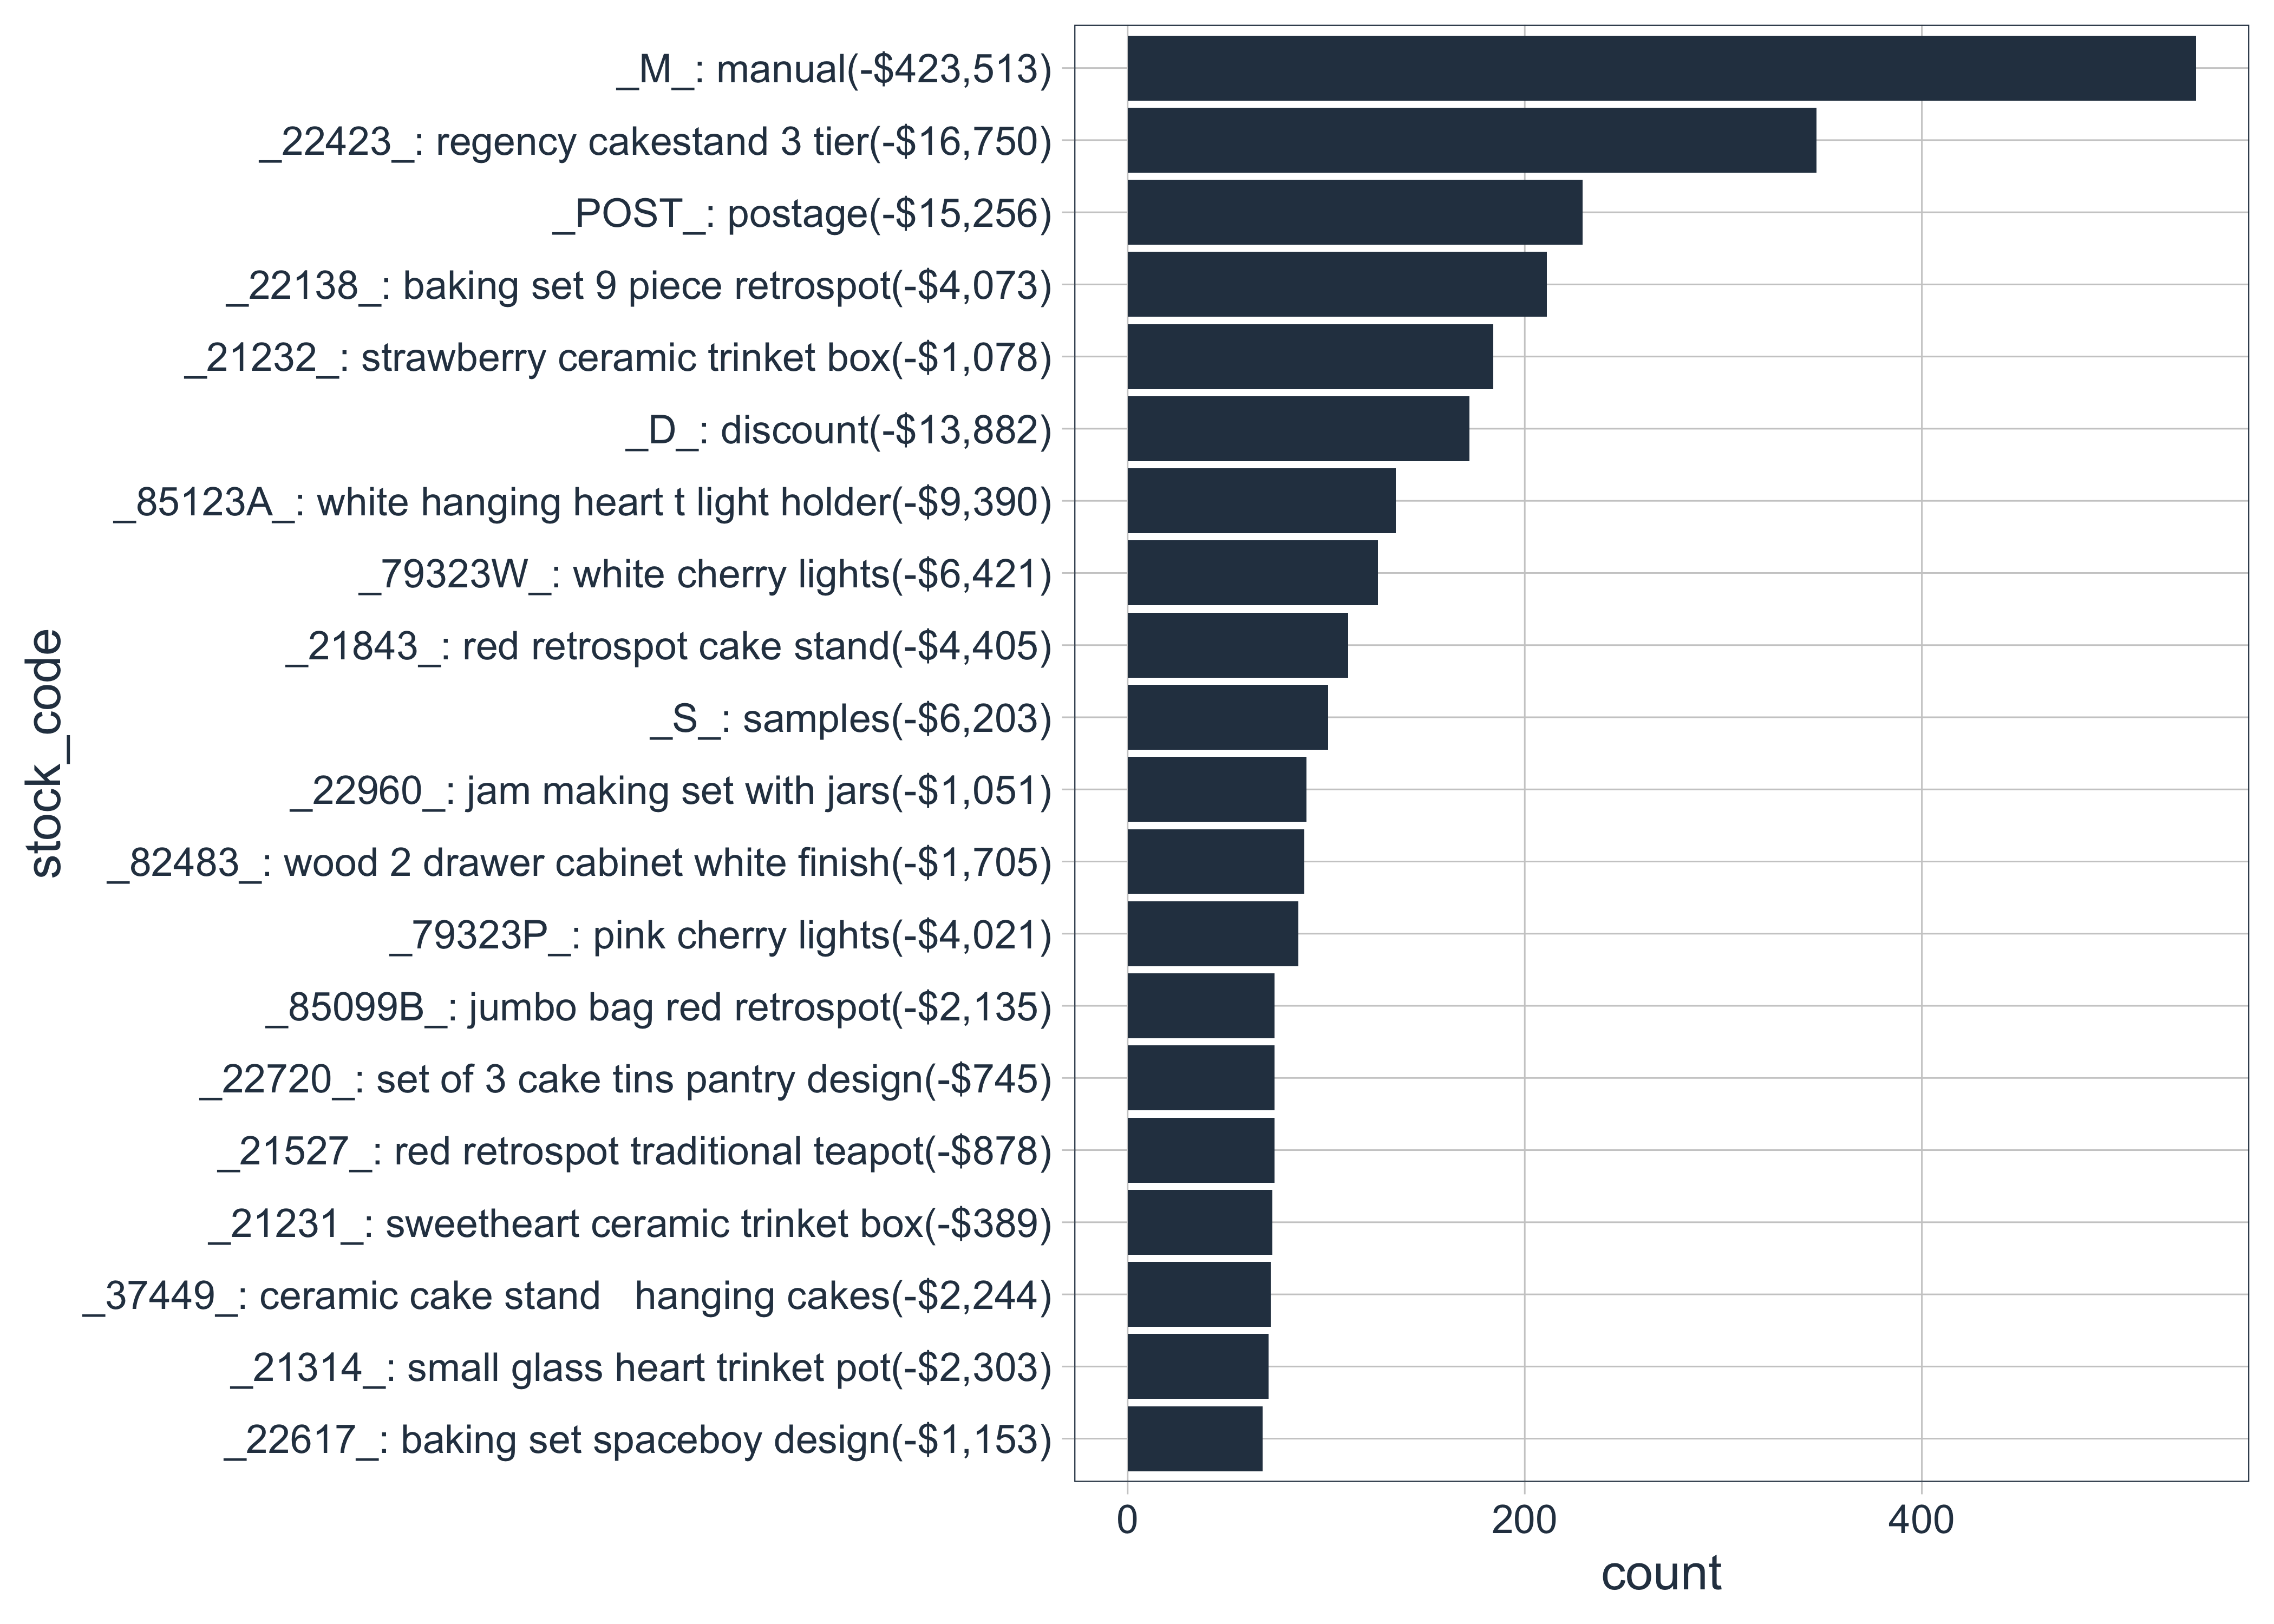 stock_code
_M_: manual(-$423,513)
_22423_: regency cakestand 3 tier(-$16,750)
_POST_: postage(-$15,256)
_22138_: baking set 9 piece retrospot(-$4,073)
_21232_: strawberry ceramic trinket box(-$1,078)
_D_: discount(-$13,882)
_85123A_: white hanging heart t light holder(-$9,390)
_79323W_: white cherry lights(-$6,421)
_21843_: red retrospot cake stand(-$4,405)
_S_: samples(-$6,203)
_22960_: jam making set with jars(-$1,051)
_82483_: wood 2 drawer cabinet white finish(-$1,705)
_79323P_: pink cherry lights(-$4,021)
_85099B_: jumbo bag red retrospot(-$2,135)
_22720_: set of 3 cake tins pantry design(-$745)
_21527_: red retrospot traditional teapot(-$878)
_21231_: sweetheart ceramic trinket box(-$389)
_37449_: ceramic cake stand   hanging cakes(-$2,244)
_21314_: small glass heart trinket pot(-$2,303)
_22617_: baking set spaceboy design(-$1,153)
0 200 400
count